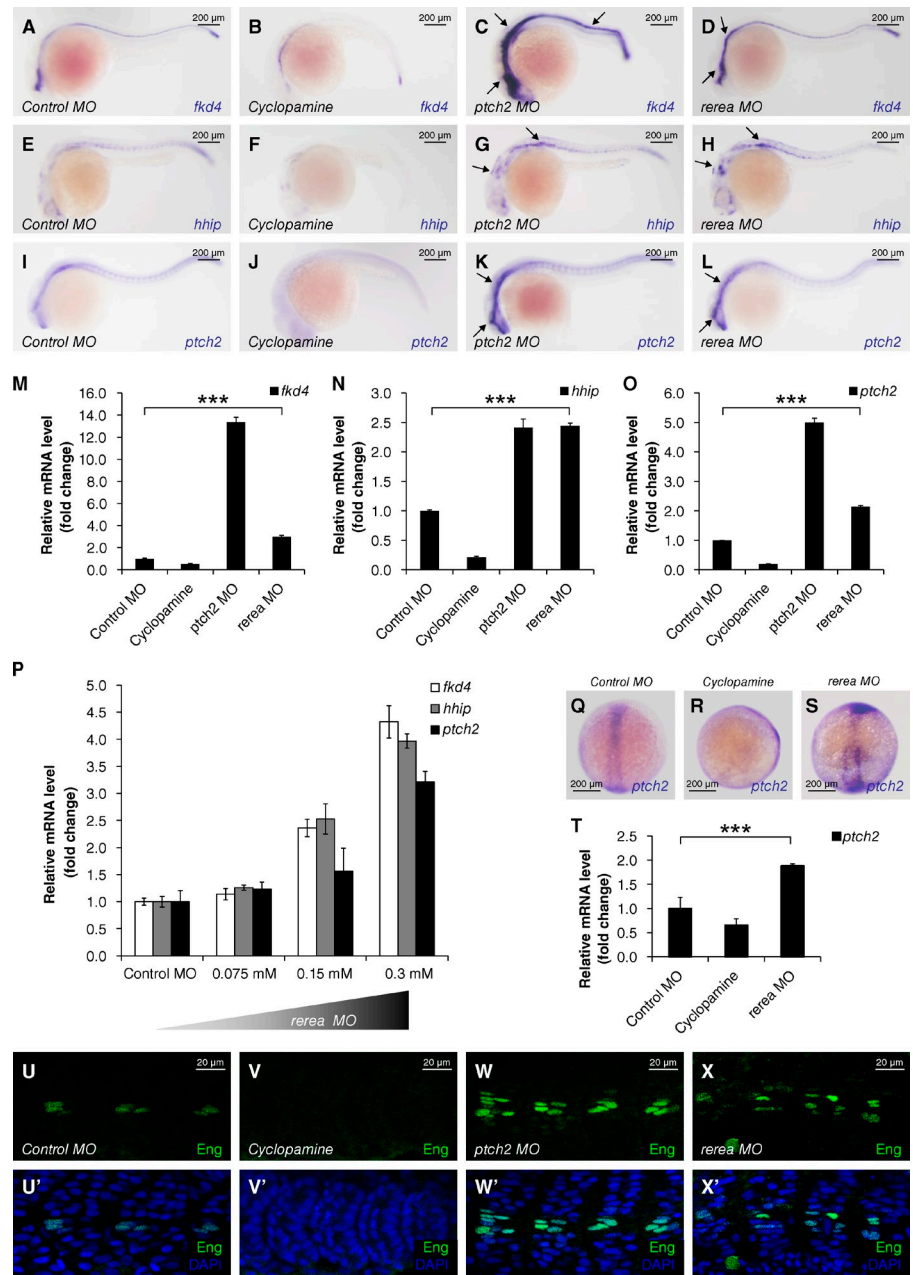 A 200 µm Control MO fkd4
B 200 µm Cyclopamine fkd4
C 200 µm ptch2 MO fkd4
D 200 µm rerea MO fkd4
E 200 µm Control MO hhip
F 200 µm Cyclopamine hhip
G 200 µm ptch2 MO hhip
H 200 µm rerea MO hhip
I 200 µm Control MO ptch2
J 200 µm Cyclopamine ptch2
K 200 µm ptch2 MO ptch2
L 200 µm rerea MO ptch2
M
fkd4
***
Relative mRNA level
(fold change)
16.0
14.0
12.0
10.0
8.0
6.0
4.0
2.0
0.0
Control MO
Cyclopamine
ptch2 MO
rerea MO
N
hhip
***
Relative mRNA level
(fold change)
3.0
2.5
2.0
1.5
1.0
0.5
0.0
Control MO
Cyclopamine
ptch2 MO
rerea MO
O
ptch2
***
Relative mRNA level
(fold change)
6.0
5.0
4.0
3.0
2.0
1.0
0.0
Control MO
Cyclopamine
ptch2 MO
rerea MO
P
fkd4
hhip
ptch2
Relative mRNA level
(fold change)
5.0
4.5
4.0
3.5
3.0
2.5
2.0
1.5
1.0
0.5
0.0
Control MO 0.075 mM 0.15 mM 0.3 mM
rerea MO
Control MO
Q 200 µm ptch2
Cyclopamine
R 200 µm ptch2
rerea MO
S 200 µm ptch2
T
ptch2
***
Relative mRNA level
(fold change)
2.5
2.0
1.5
1.0
0.5
0.0
Control MO
Cyclopamine
rerea MO
U 20 µm Control MO Eng
V 20 µm Cyclopamine Eng
W 20 µm ptch2 MO Eng
X 20 µm rerea MO Eng
U' Eng
DAPI
V' Eng
DAPI
W' Eng
DAPI
X' Eng
DAPI